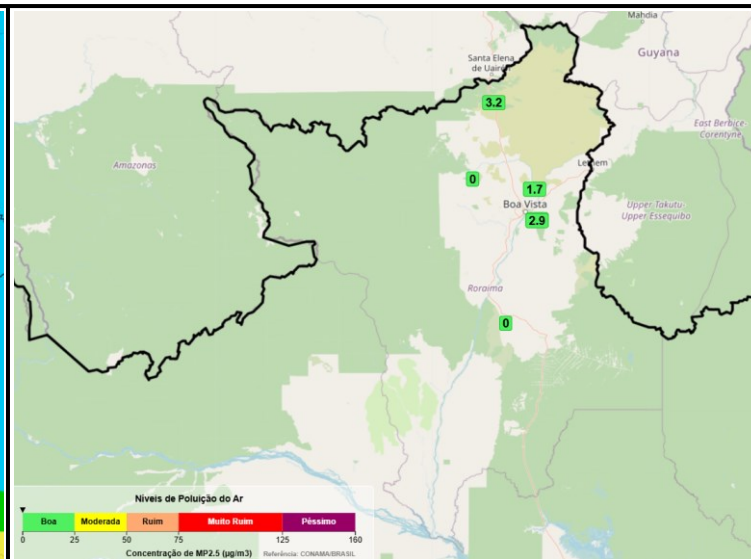 Mahdia
Guyana
Santa Elena
de Uairén
3.2
East Berbice-
Corentyne
Amazonas
Lethem
0
1.7
Boa Vista
2.9
Upper Takutu-
Upper Essequibo
Roraima
0
Níveis de Poluição do Ar
Boa Moderada Ruim Muito Ruim Péssimo
0 25 50 75 125 160
Concentração de MP2.5 (µg/m3) Referência: CONAMA/BRASIL